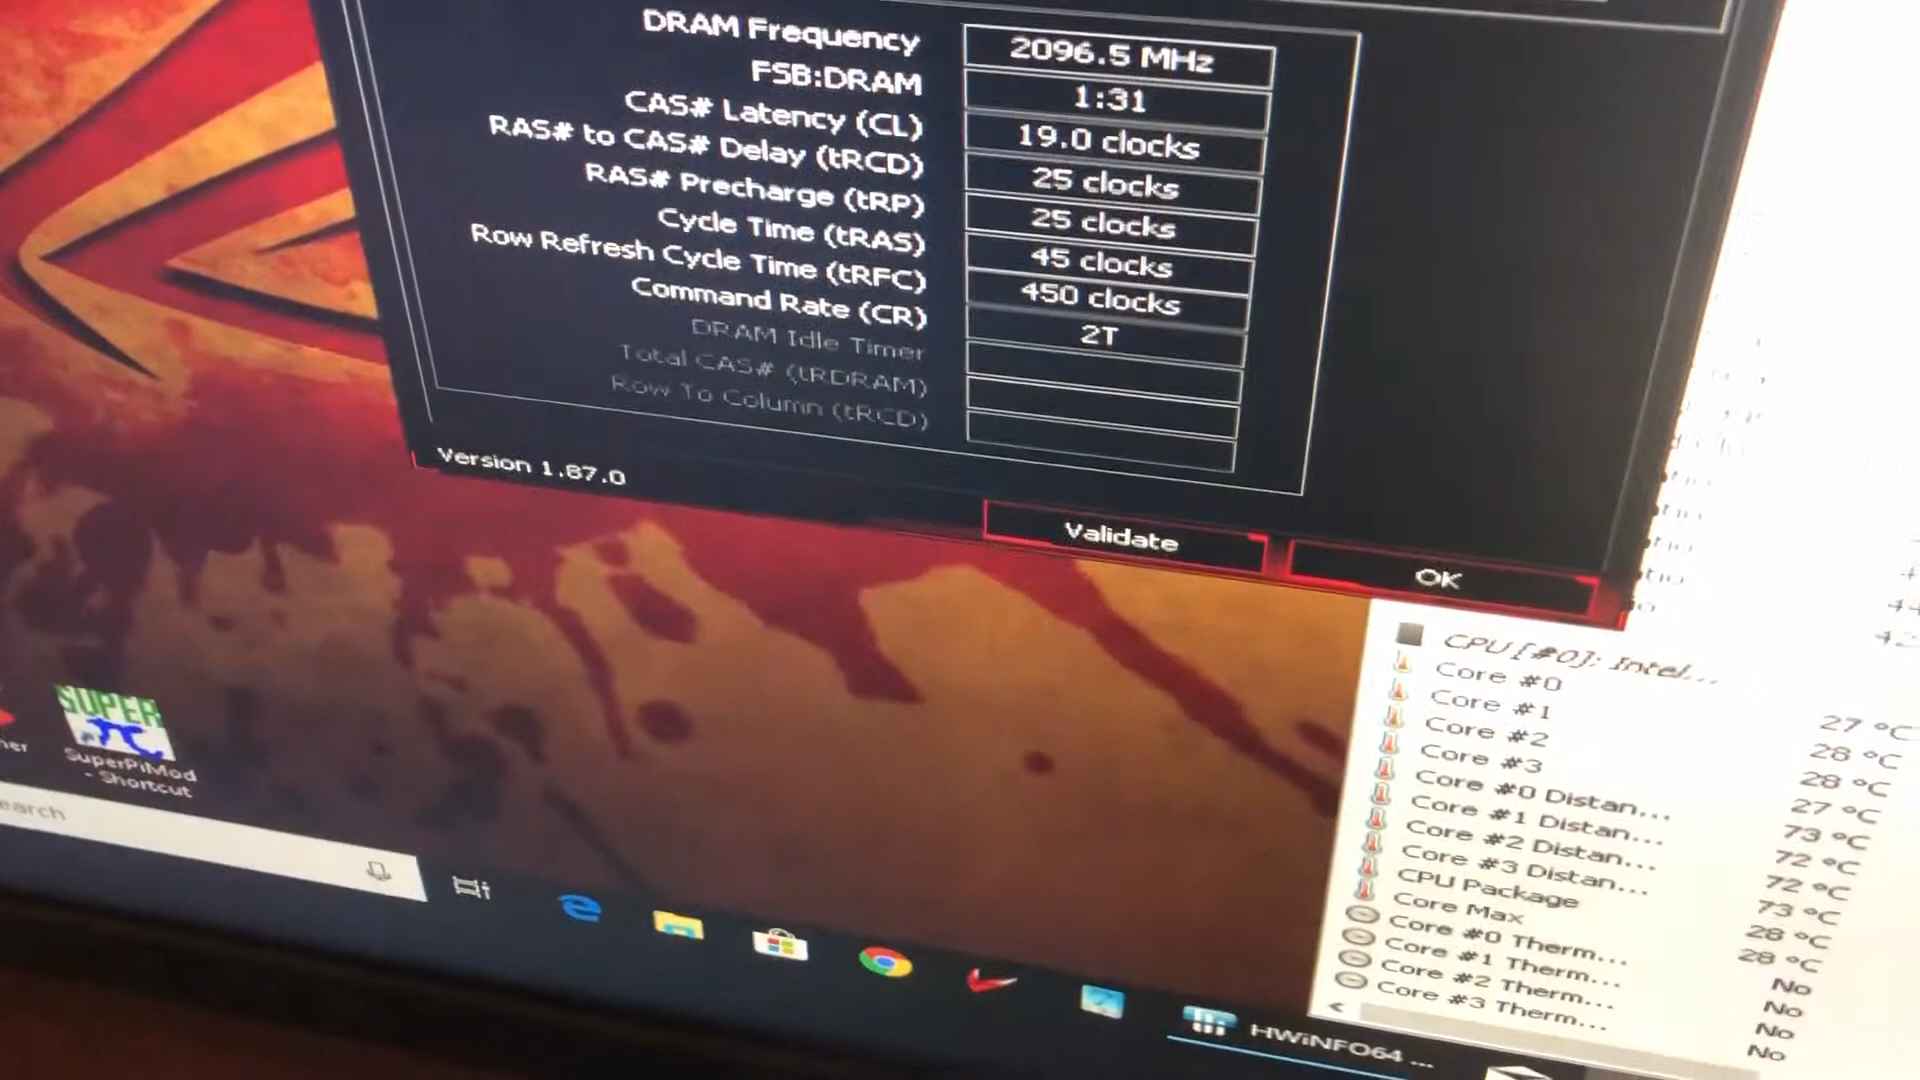 DRAM Frequency 2096.5 MHz
FSB:DRAM 1:31
CAS# Latency (CL) 19.0 clocks
RAS# to CAS# Delay (tRCD) 25 clocks
RAS# Precharge (tRP) 25 clocks
Cycle Time (tRAS) 45 clocks
Row Refresh Cycle Time (tRFC) 450 clocks
Command Rate (CR) 2T
DRAM Idle Timer
Total CAS# (tRDRAM)
Row To Column (tRCD)
Version 1.87.0
Validate
OK
CPU [#0]: Intel...
Core #0 27 °C
Core #1 28 °C
Core #2 28 °C
Core #3 27 °C
Core #0 Distan... 73 °C
Core #1 Distan... 72 °C
Core #2 Distan... 72 °C
Core #3 Distan... 73 °C
CPU Package 28 °C
Core Max 28 °C
Core #0 Therm... No
Core #1 Therm... No
Core #2 Therm... No
Core #3 Therm... No
SUPER
SuperPiMod
- Shortcut
earch
HWiNFO64 ...